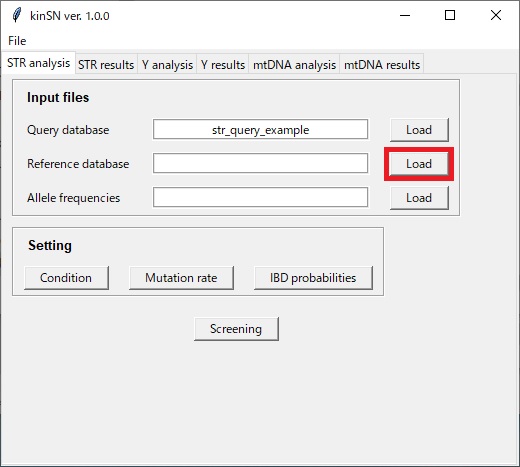 kinSN ver. 1.0.0
File
STR analysis STR results Y analysis Y results mtDNA analysis mtDNA results
Input files
Query database str_query_example Load
Reference database Load
Allele frequencies Load
Setting
Condition Mutation rate IBD probabilities
Screening